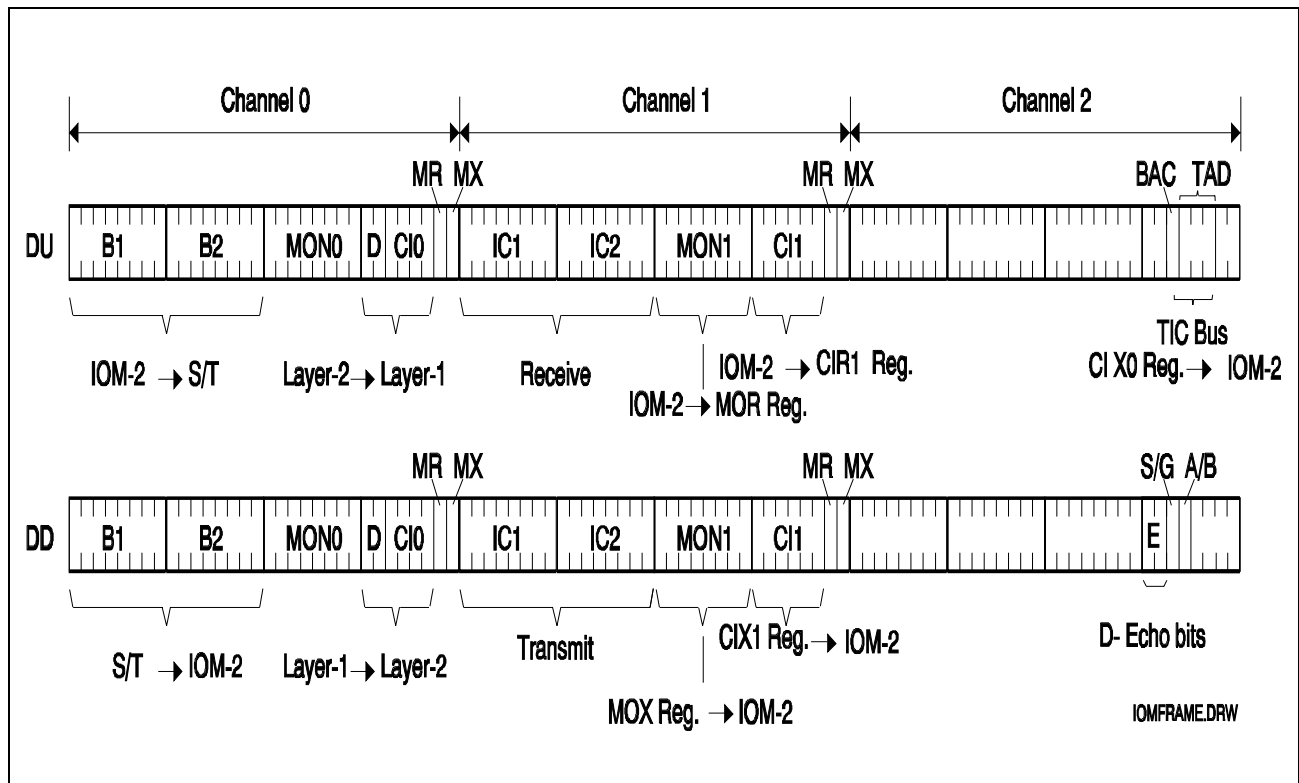 Channel 0 Channel 1 Channel 2
MR MX MR MX BAC TAD
DU B1 B2 MON0 D CI0 IC1 IC2 MON1 CI1
TIC Bus
IOM-2 → S/T Layer-2 → Layer-1 Receive IOM-2 → CIR1 Reg. CI X0 Reg. → IOM-2
IOM-2 → MOR Reg.
MR MX MR MX S/G A/B
DD B1 B2 MON0 D CI0 IC1 IC2 MON1 CI1 E
S/T → IOM-2 Layer-1 → Layer-2 Transmit CIX1 Reg. → IOM-2 D- Echo bits
MOX Reg. → IOM-2 IOMFRAME.DRW